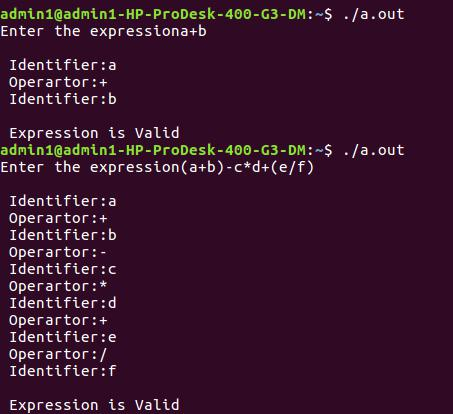 admin1@admin1-HP-ProDesk-400-G3-DM:~$ ./a.out
Enter the expressiona+b
Identifier:a
Operartor:+
Identifier:b
Expression is Valid
admin1@admin1-HP-ProDesk-400-G3-DM:~$ ./a.out
Enter the expression(a+b)-c*d+(e/f)
Identifier:a
Operartor:+
Identifier:b
Operartor:-
Identifier:c
Operartor:*
Identifier:d
Operartor:+
Identifier:e
Operartor:/
Identifier:f
Expression is Valid